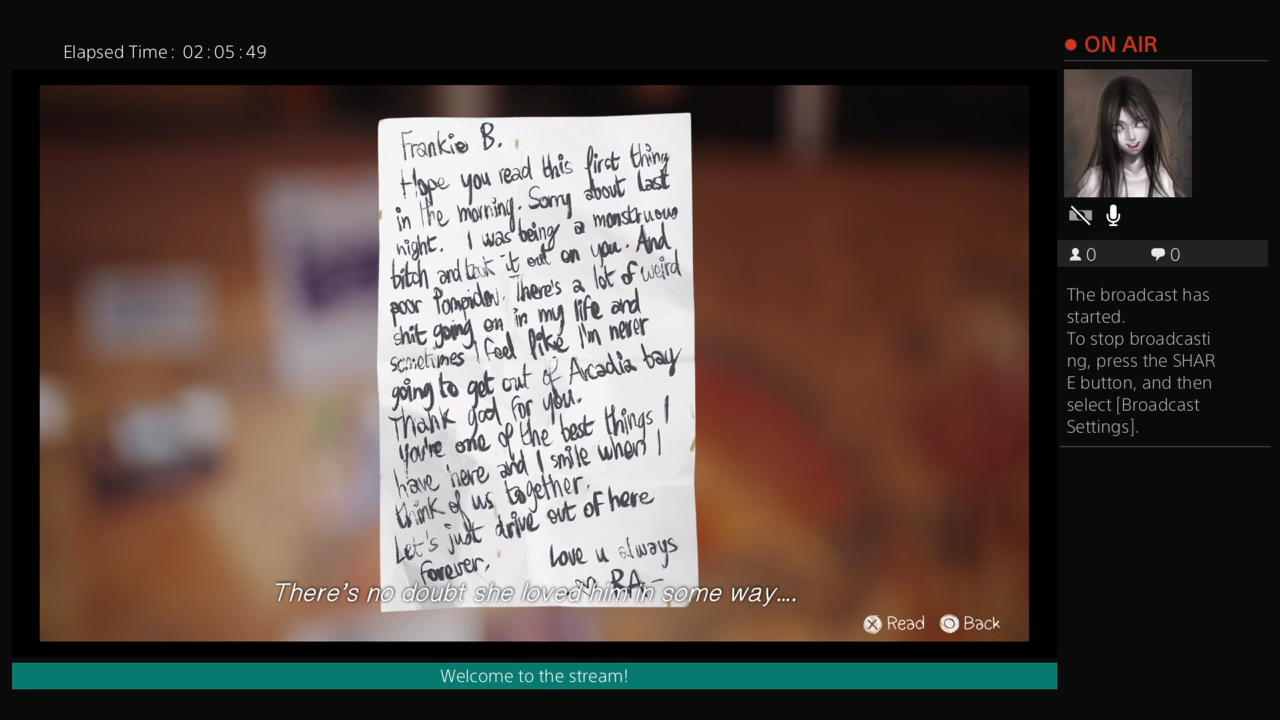 Elapsed Time: 02:05:49
ON AIR
Frankie B.
Hope you read this first thing
in the morning. Sorry about last
night. I was being a monstruous
bitch and took it out on you. And
poor Pompidou. There's a lot of weird
shit going on in my life and
sometimes I feel like I'm never
going to get out of Arcadia bay
Thank god for you.
You're one of the best things I
have here and I smile when I
think of us together.
Let's just drive out of here
forever.
Love u always
RA
There's no doubt she loved him in some way....
Read
Back
0
0
The broadcast has
started.
To stop broadcasti
ng, press the SHAR
E button, and then
select [Broadcast
Settings].
Welcome to the stream!